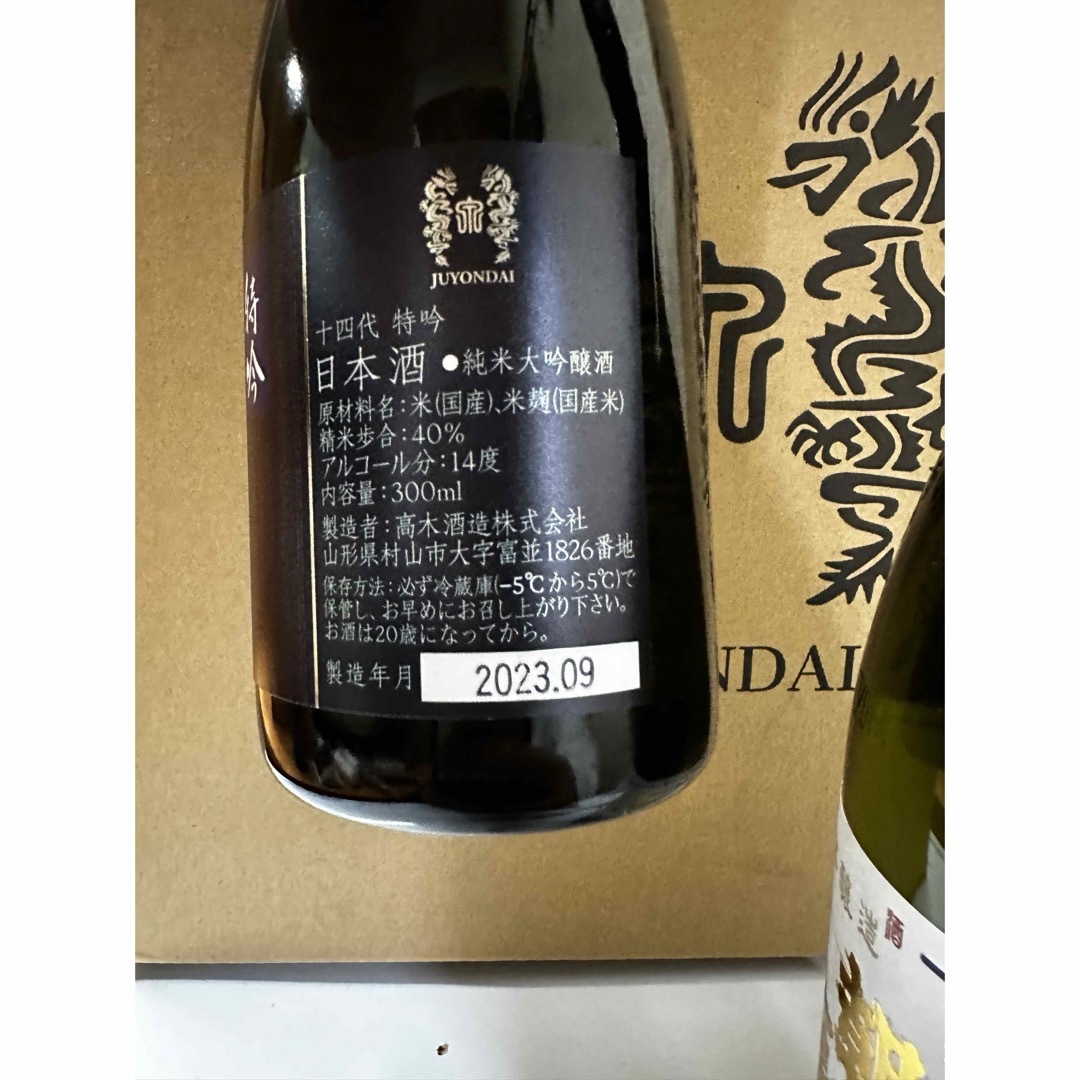 JUYONDAI
十四代 特吟
日本酒 ●純米大吟醸酒
原材料名:米(国産)、米麹(国産米)
精米歩合:40%
アルコール分:14度
内容量:300ml
製造者:高木酒造株式会社
山形県村山市大字富並1826番地
保存方法:必ず冷蔵庫(-5℃から5℃)で
保管し、お早めにお召し上がり下さい。
お酒は20歳になってから。
製造年月 2023.09
特吟
NDAI
造酒